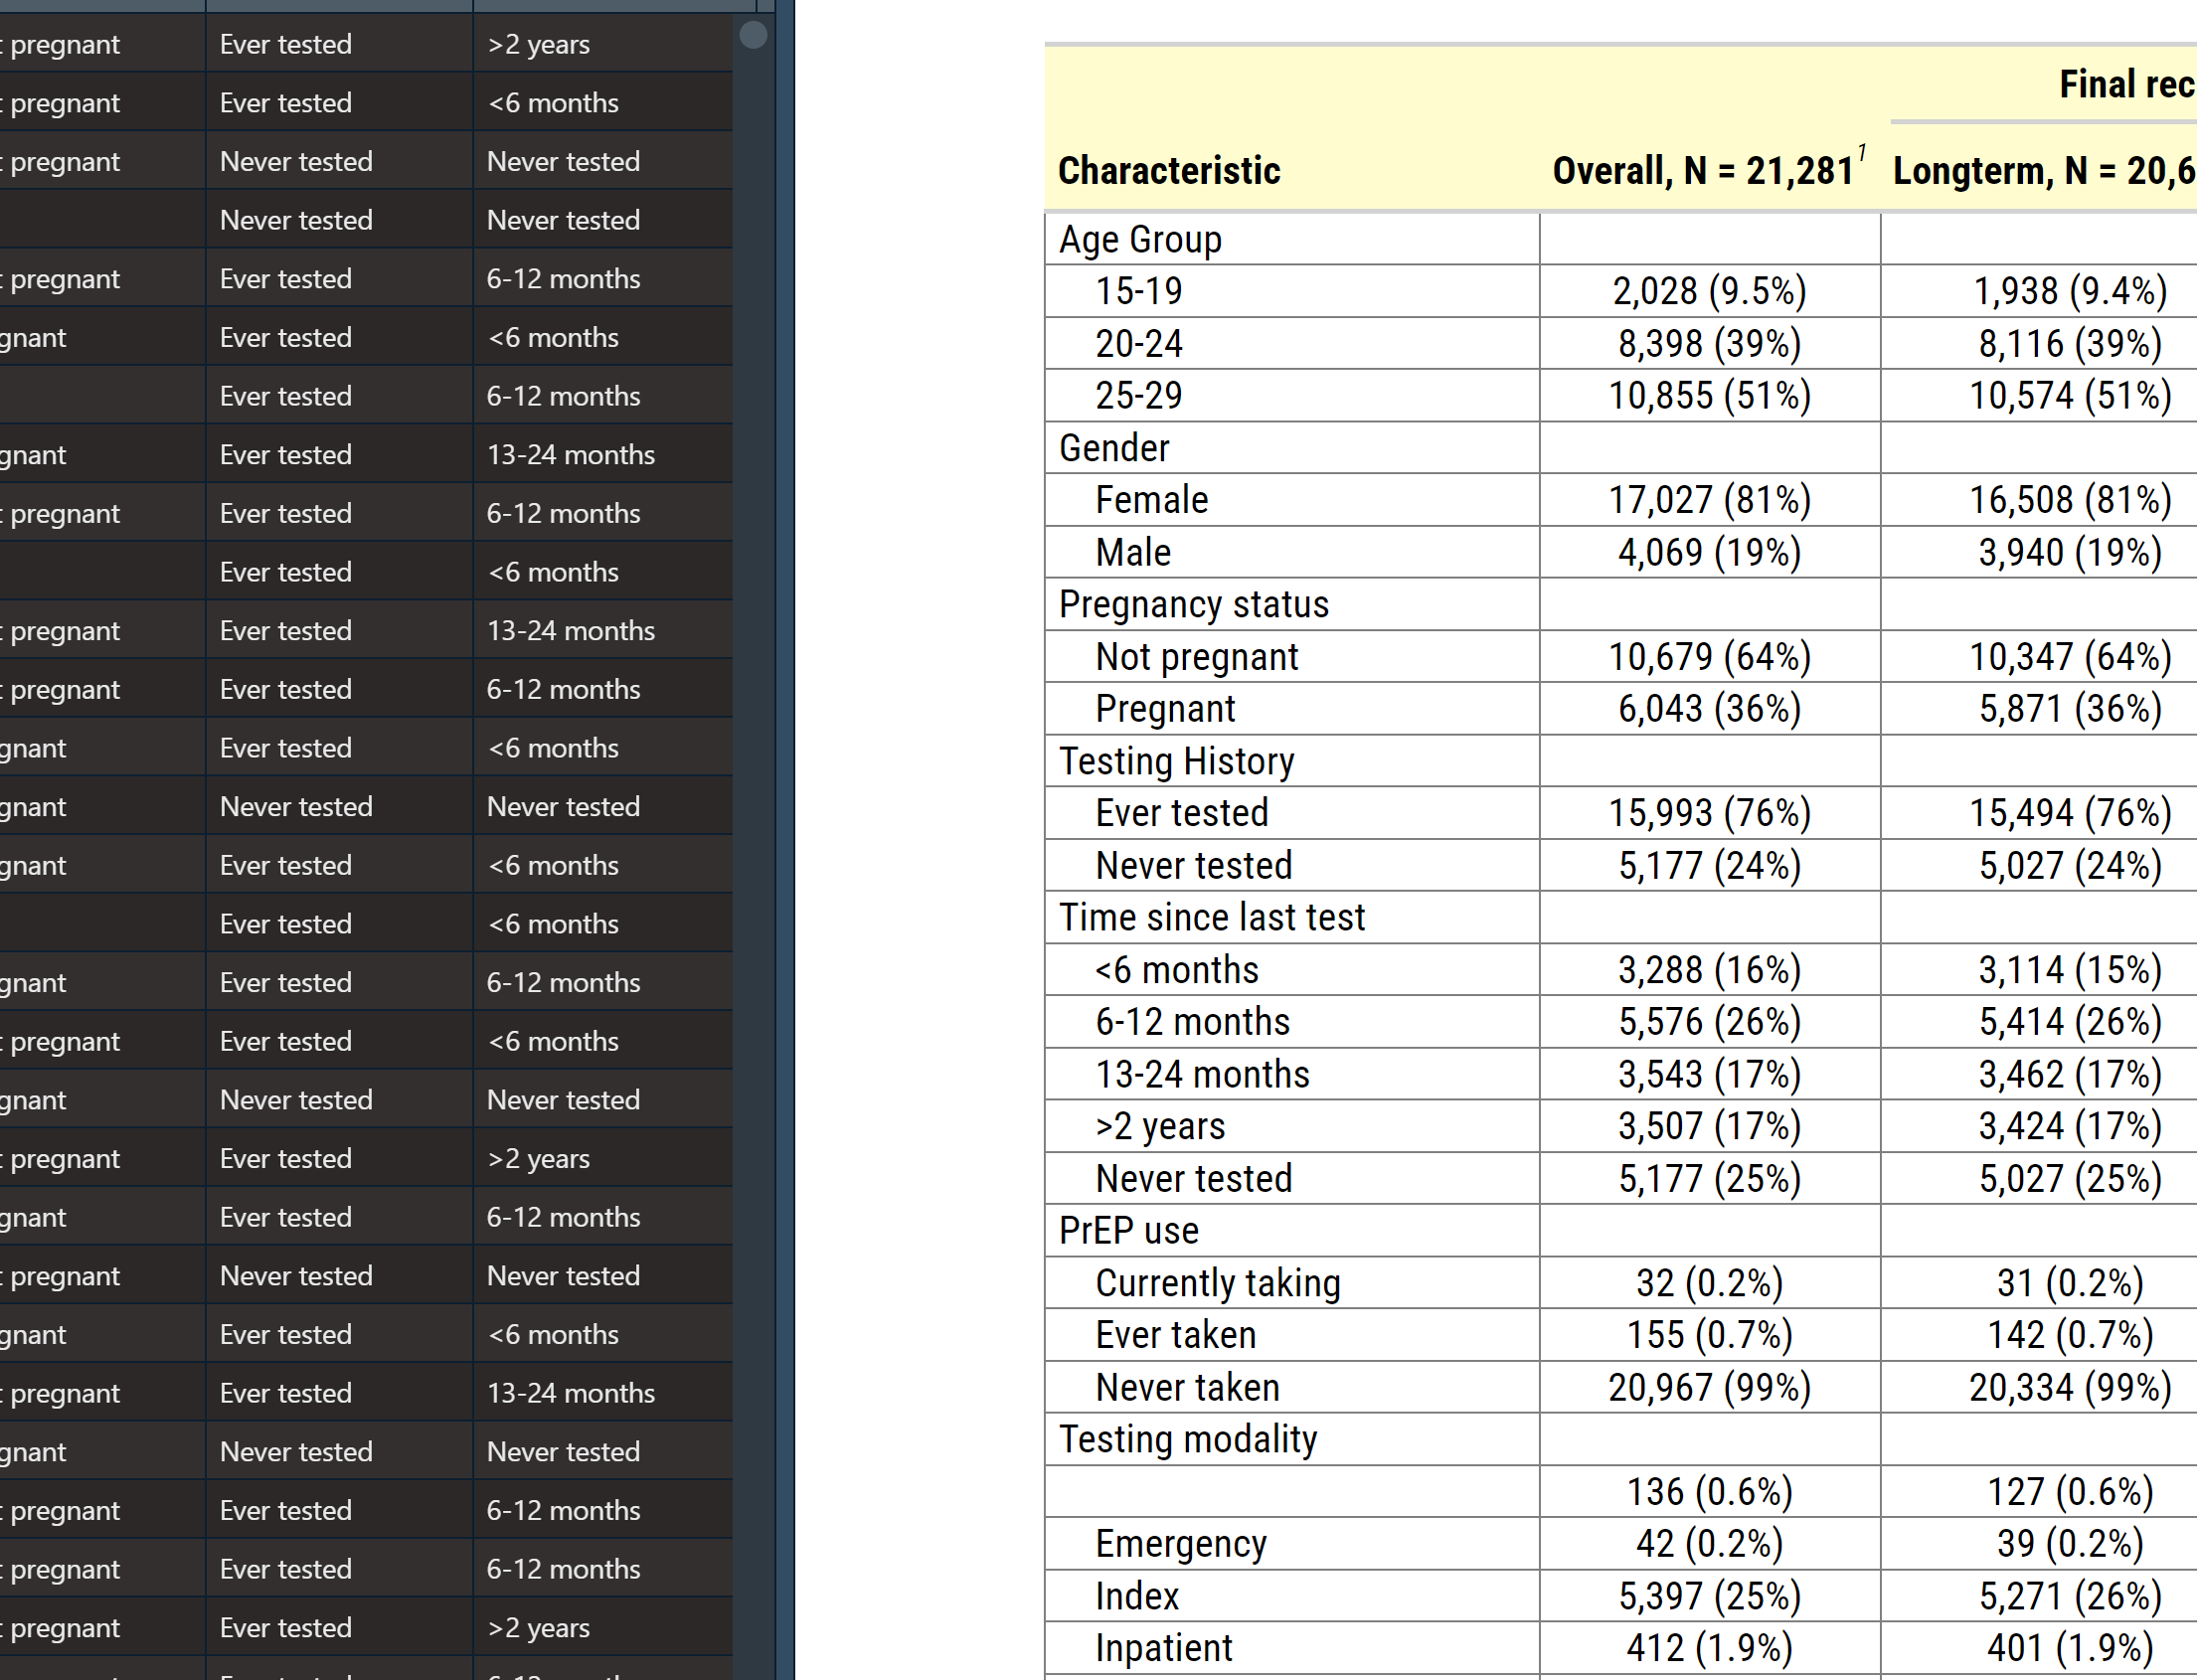 pregnant Ever tested >2 years
pregnant Ever tested <6 months
pregnant Never tested Never tested
Never tested Never tested
pregnant Ever tested 6-12 months
gnant Ever tested <6 months
Ever tested 6-12 months
gnant Ever tested 13-24 months
pregnant Ever tested 6-12 months
Ever tested <6 months
pregnant Ever tested 13-24 months
pregnant Ever tested 6-12 months
gnant Ever tested <6 months
gnant Never tested Never tested
gnant Ever tested <6 months
Ever tested <6 months
gnant Ever tested 6-12 months
pregnant Ever tested <6 months
gnant Never tested Never tested
pregnant Ever tested >2 years
gnant Ever tested 6-12 months
pregnant Never tested Never tested
gnant Ever tested <6 months
pregnant Ever tested 13-24 months
gnant Never tested Never tested
pregnant Ever tested 6-12 months
pregnant Ever tested 6-12 months
pregnant Ever tested >2 years
Final rec
Characteristic Overall, N = 21,281¹ Longterm, N = 20,6
Age Group
15-19 2,028 (9.5%) 1,938 (9.4%)
20-24 8,398 (39%) 8,116 (39%)
25-29 10,855 (51%) 10,574 (51%)
Gender
Female 17,027 (81%) 16,508 (81%)
Male 4,069 (19%) 3,940 (19%)
Pregnancy status
Not pregnant 10,679 (64%) 10,347 (64%)
Pregnant 6,043 (36%) 5,871 (36%)
Testing History
Ever tested 15,993 (76%) 15,494 (76%)
Never tested 5,177 (24%) 5,027 (24%)
Time since last test
<6 months 3,288 (16%) 3,114 (15%)
6-12 months 5,576 (26%) 5,414 (26%)
13-24 months 3,543 (17%) 3,462 (17%)
>2 years 3,507 (17%) 3,424 (17%)
Never tested 5,177 (25%) 5,027 (25%)
PrEP use
Currently taking 32 (0.2%) 31 (0.2%)
Ever taken 155 (0.7%) 142 (0.7%)
Never taken 20,967 (99%) 20,334 (99%)
Testing modality
136 (0.6%) 127 (0.6%)
Emergency 42 (0.2%) 39 (0.2%)
Index 5,397 (25%) 5,271 (26%)
Inpatient 412 (1.9%) 401 (1.9%)